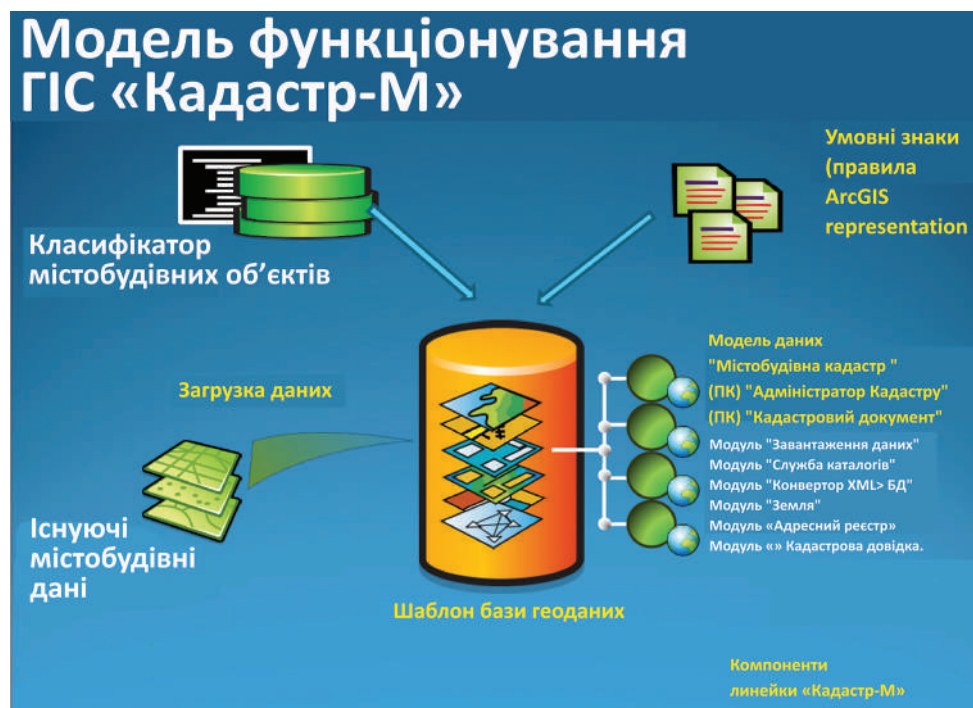 Модель функціонування
ГІС «Кадастр-М»
Умовні знаки
(правила
ArcGIS
representation
Класифікатор
містобудівних об’єктів
Модель даних
"Містобудівна кадастр "
(ПК) "Адміністратор Кадастру"
(ПК) "Кадастровий документ"
Модуль "Завантаження даних"
Модуль "Служба каталогів"
Модуль "Конвертор XML> БД"
Модуль "Земля"
Модуль «Адресний реєстр»
Модуль «» Кадастрова довідка.
Загрузка даних
Існуючі
містобудівні
дані
Шаблон бази геоданих
Компоненти
линейки «Кадастр-М»